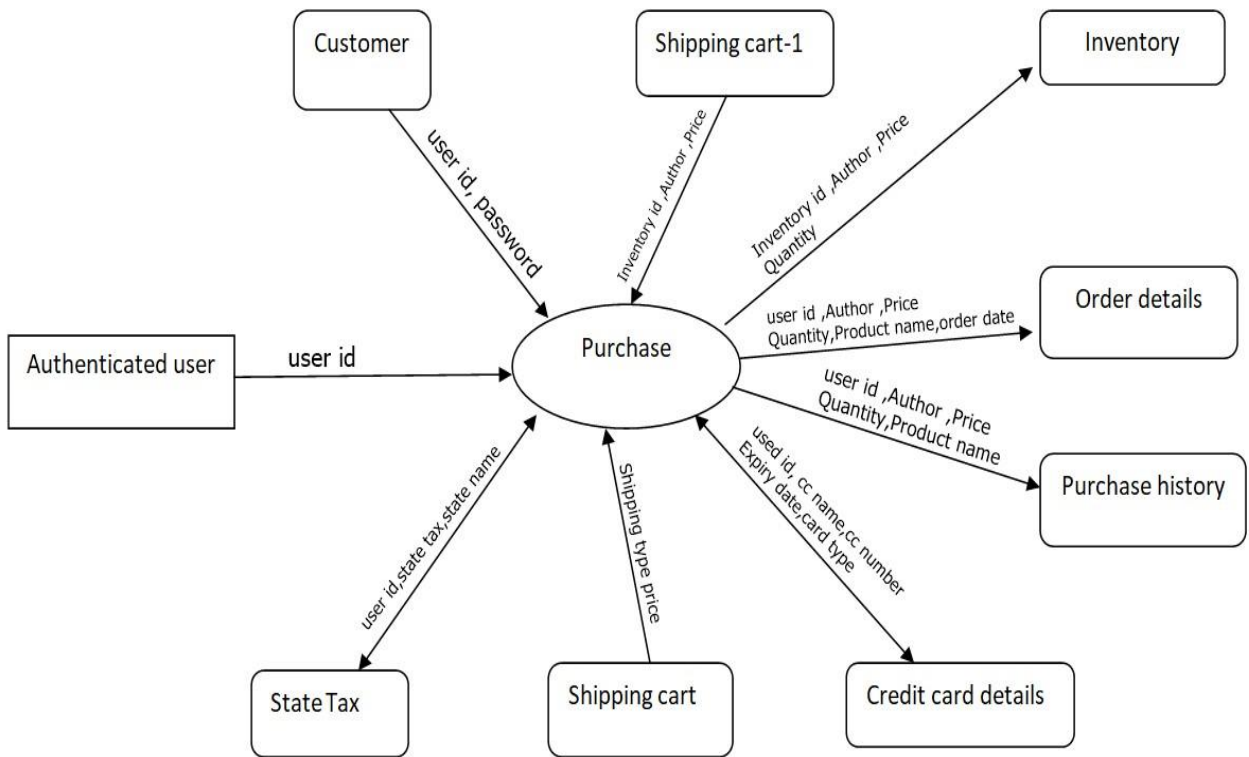 Customer
Shipping cart-1
Inventory
user id, password
Inventory id ,Author ,Price
Inventory id ,Author ,Price
Quantity
Order details
user id ,Author ,Price
Quantity,Product name,order date
Purchase
Authenticated user
user id
user id ,Author ,Price
Quantity,Product name
Purchase history
used id, cc name,cc number
Expiry date,card type
user id,state tax,state name
Shipping type price
State Tax
Shipping cart
Credit card details